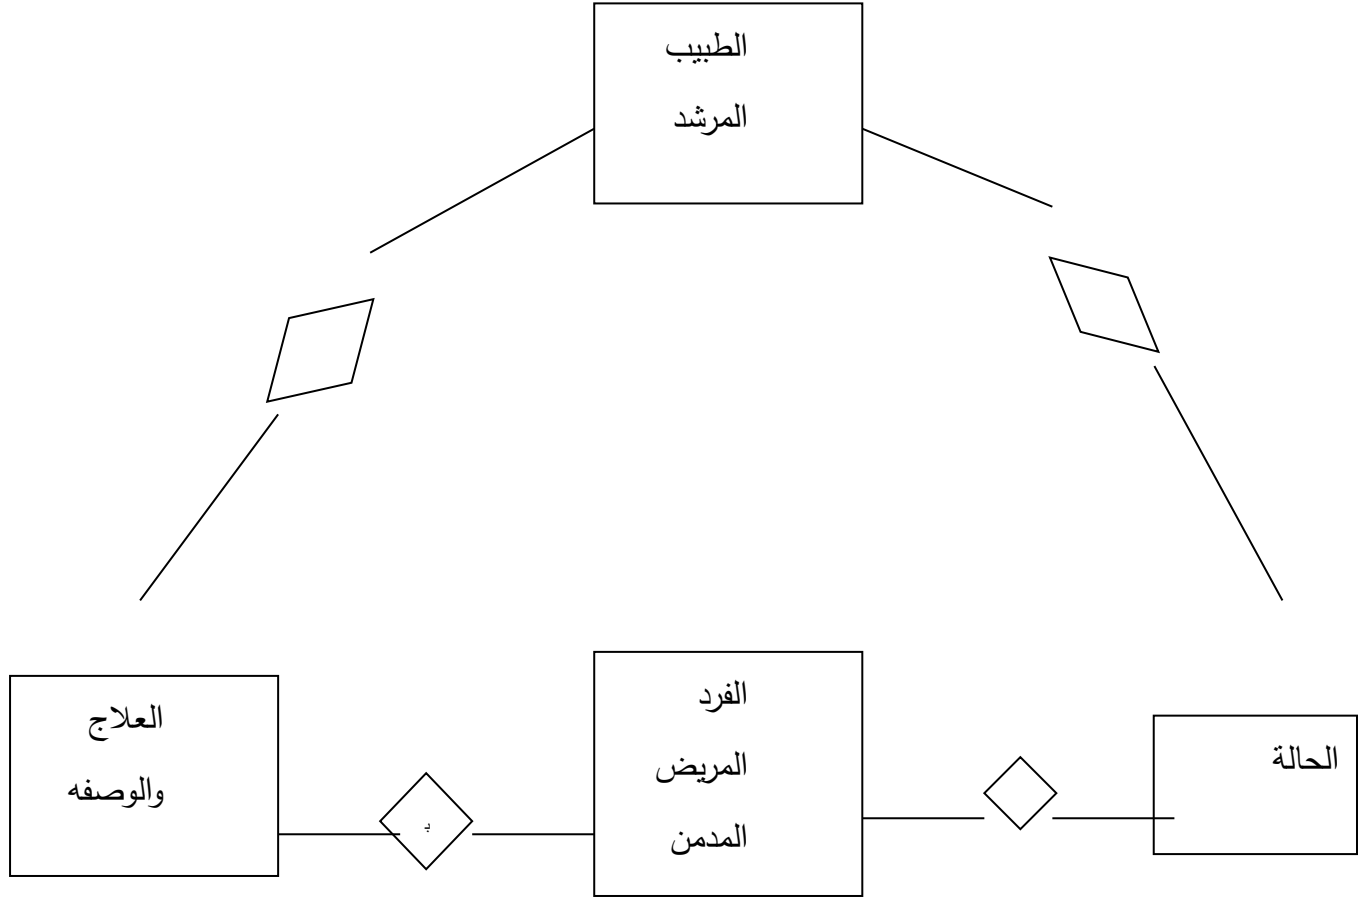 الطبيب
المرشد
الفرد
المريض
المدمن
الحالة
العلاج
والوصفه